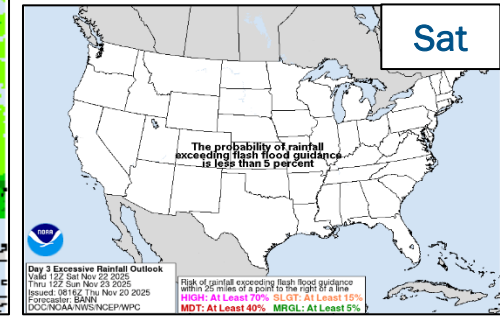 Sat
The probability of rainfall
exceeding flash flood guidance
is less than 5 percent
NOAA
Day 3 Excessive Rainfall Outlook
Valid 12Z Sat Nov 22 2025
Thru 12Z Sun Nov 23 2025
Issued: 0816Z Thu Nov 20 2025
Forecaster: BANN
DOC/NOAA/NWS/NCEP/WPC
Risk of rainfall exceeding flash flood guidance
within 25 miles of a point to the right of a line
HIGH: At Least 70% SLGT: At Least 15%
MDT: At Least 40% MRGL: At Least 5%